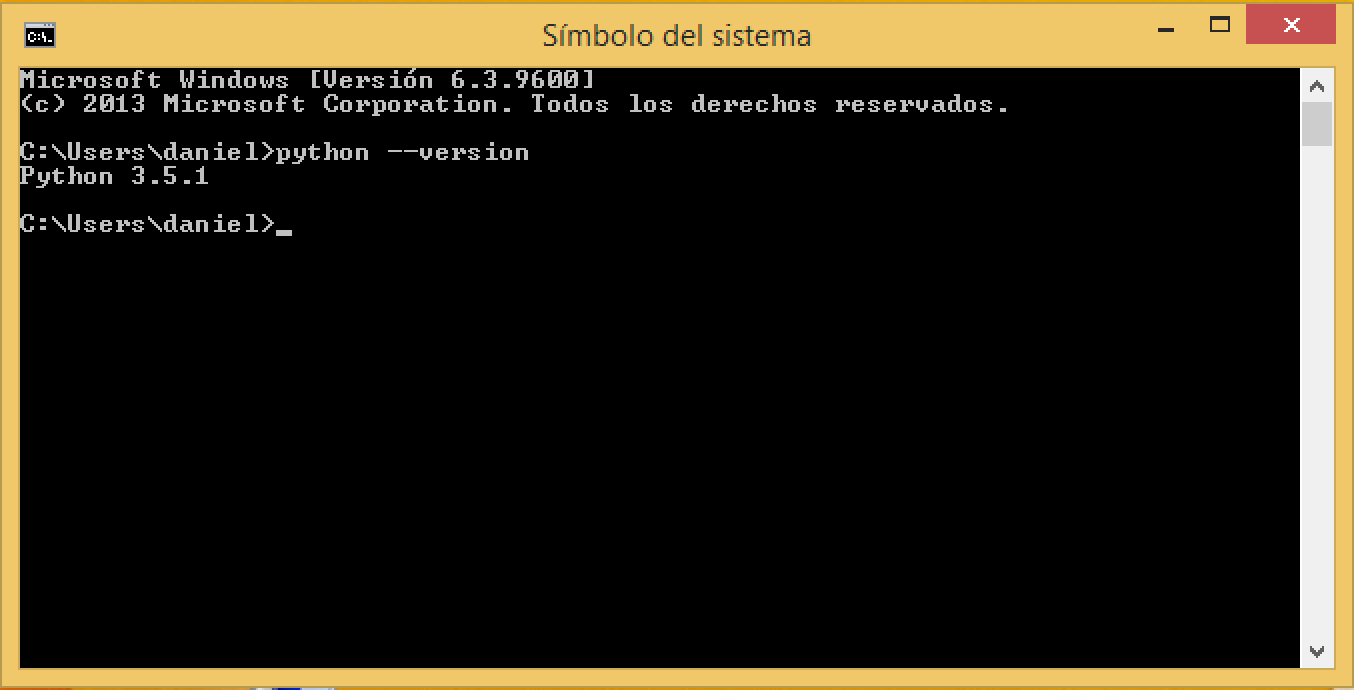 Símbolo del sistema
Microsoft Windows [Versión 6.3.9600]
(c) 2013 Microsoft Corporation. Todos los derechos reservados.
C:\Users\daniel>python --version
Python 3.5.1
C:\Users\daniel>_